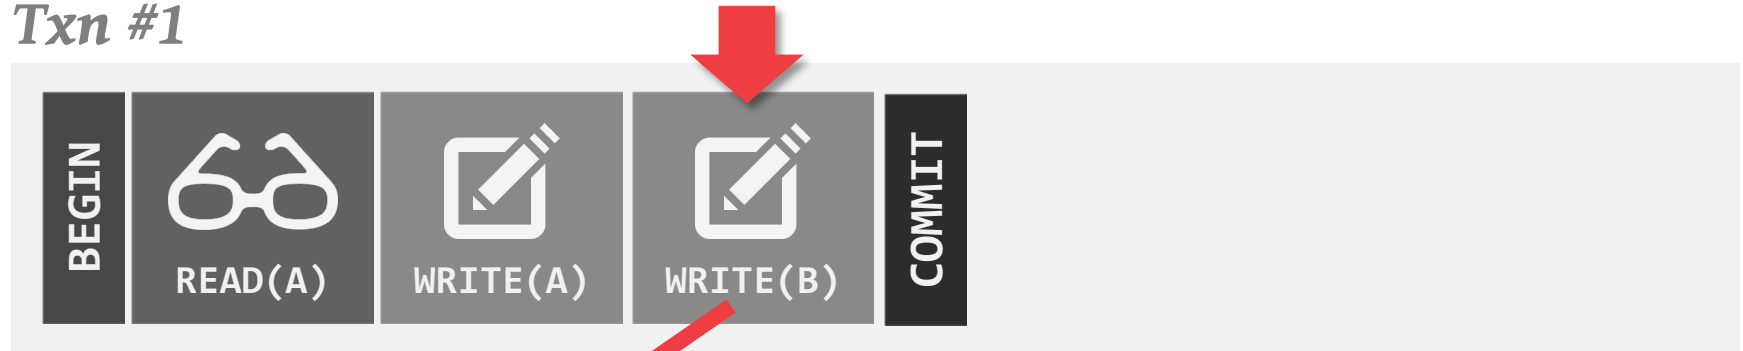 Txn #1
BEGIN
READ(A)
WRITE(A)
WRITE(B)
COMMIT